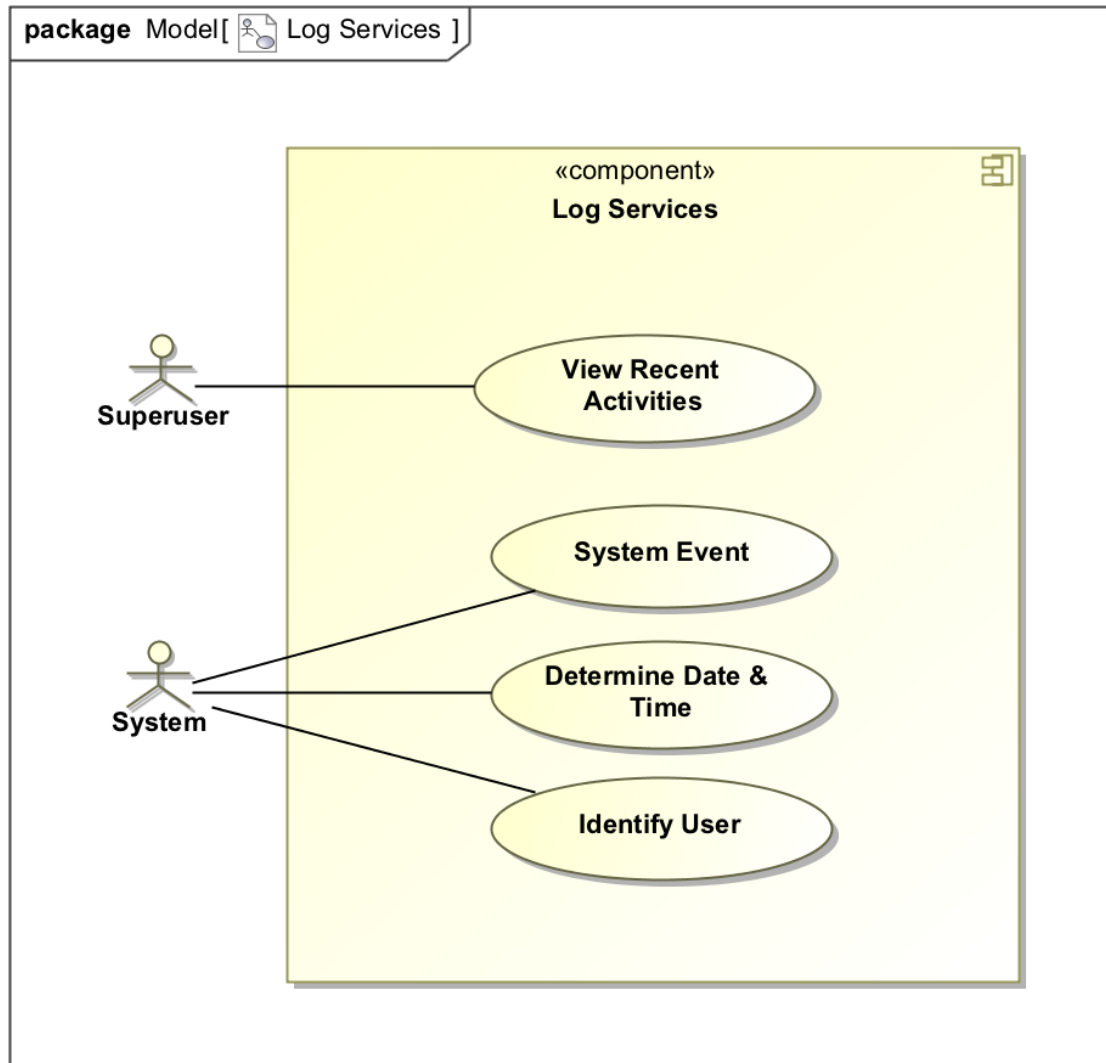 package Model[ Log Services ]
«component»
Log Services
View Recent
Activities
Superuser
System Event
Determine Date &
Time
System
Identify User